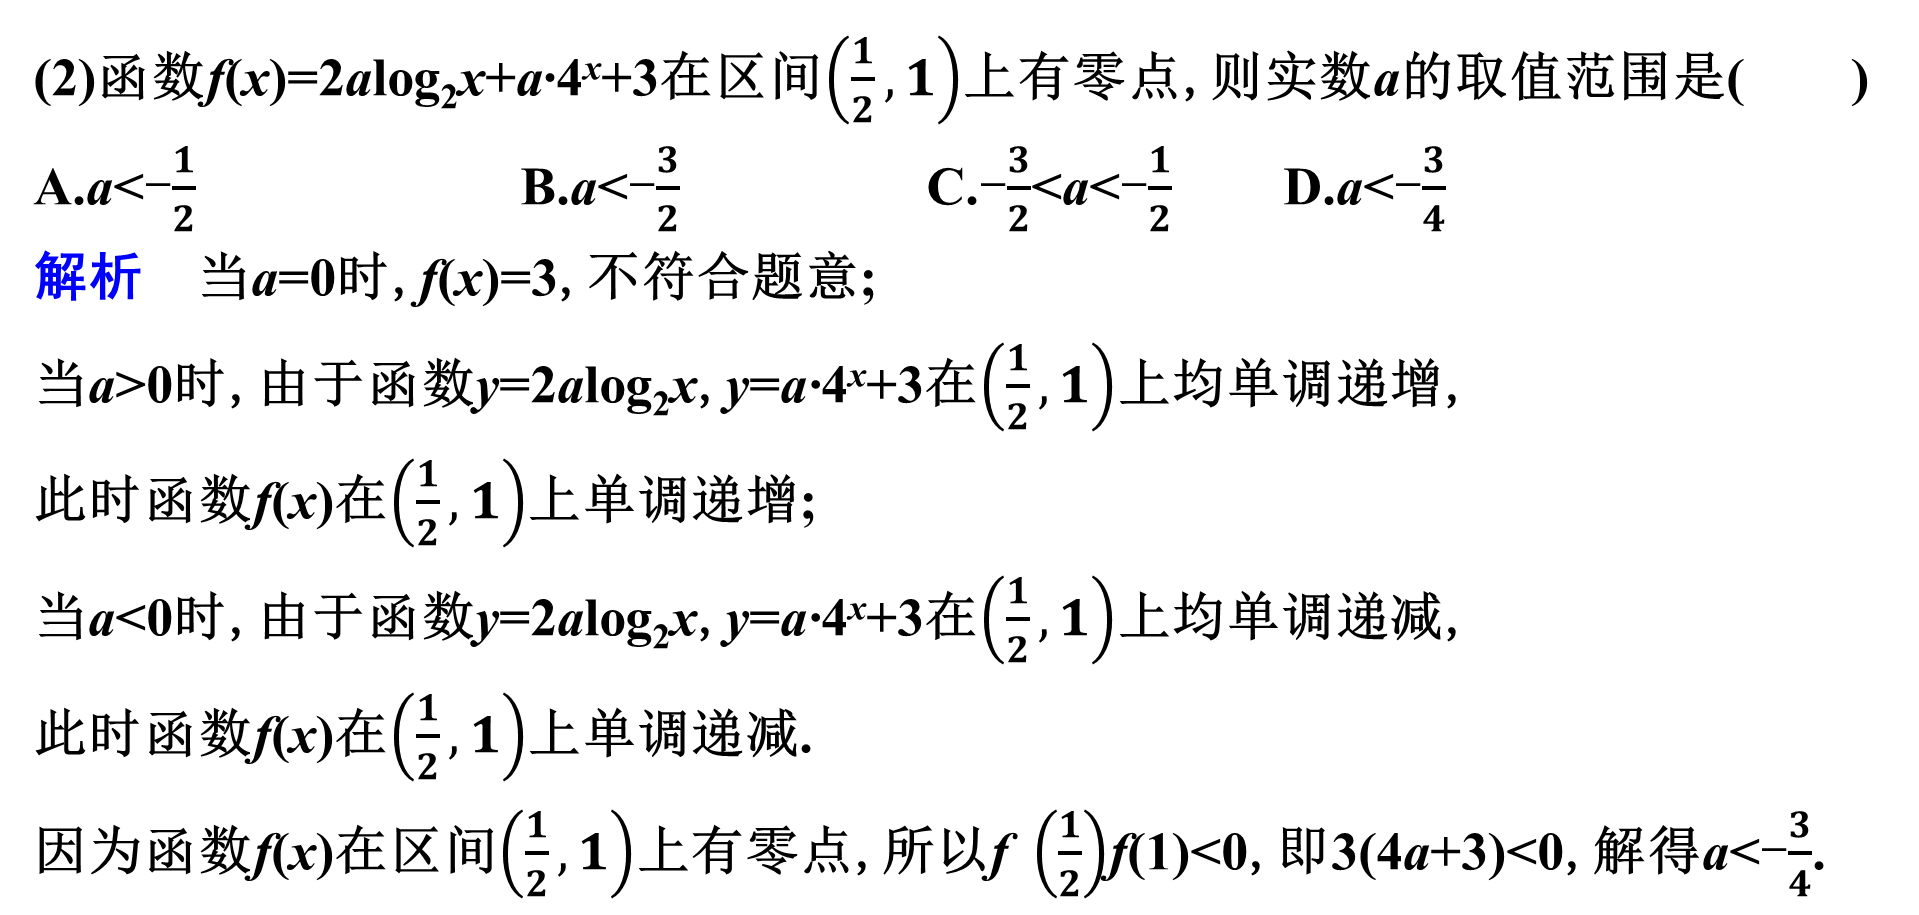 (2)函数f(x)=2alog₂x+a·4ˣ+3在区间(1/2, 1)上有零点, 则实数a的取值范围是(  )
A.a<-1/2 B.a<-3/2 C.-3/2<a<-1/2 D.a<-3/4
解析 当a=0时, f(x)=3, 不符合题意;
当a>0时, 由于函数y=2alog₂x, y=a·4ˣ+3在(1/2, 1)上均单调递增,
此时函数f(x)在(1/2, 1)上单调递增;
当a<0时, 由于函数y=2alog₂x, y=a·4ˣ+3在(1/2, 1)上均单调递减,
此时函数f(x)在(1/2, 1)上单调递减.
因为函数f(x)在区间(1/2, 1)上有零点, 所以f (1/2)f(1)<0, 即3(4a+3)<0, 解得a<-3/4.